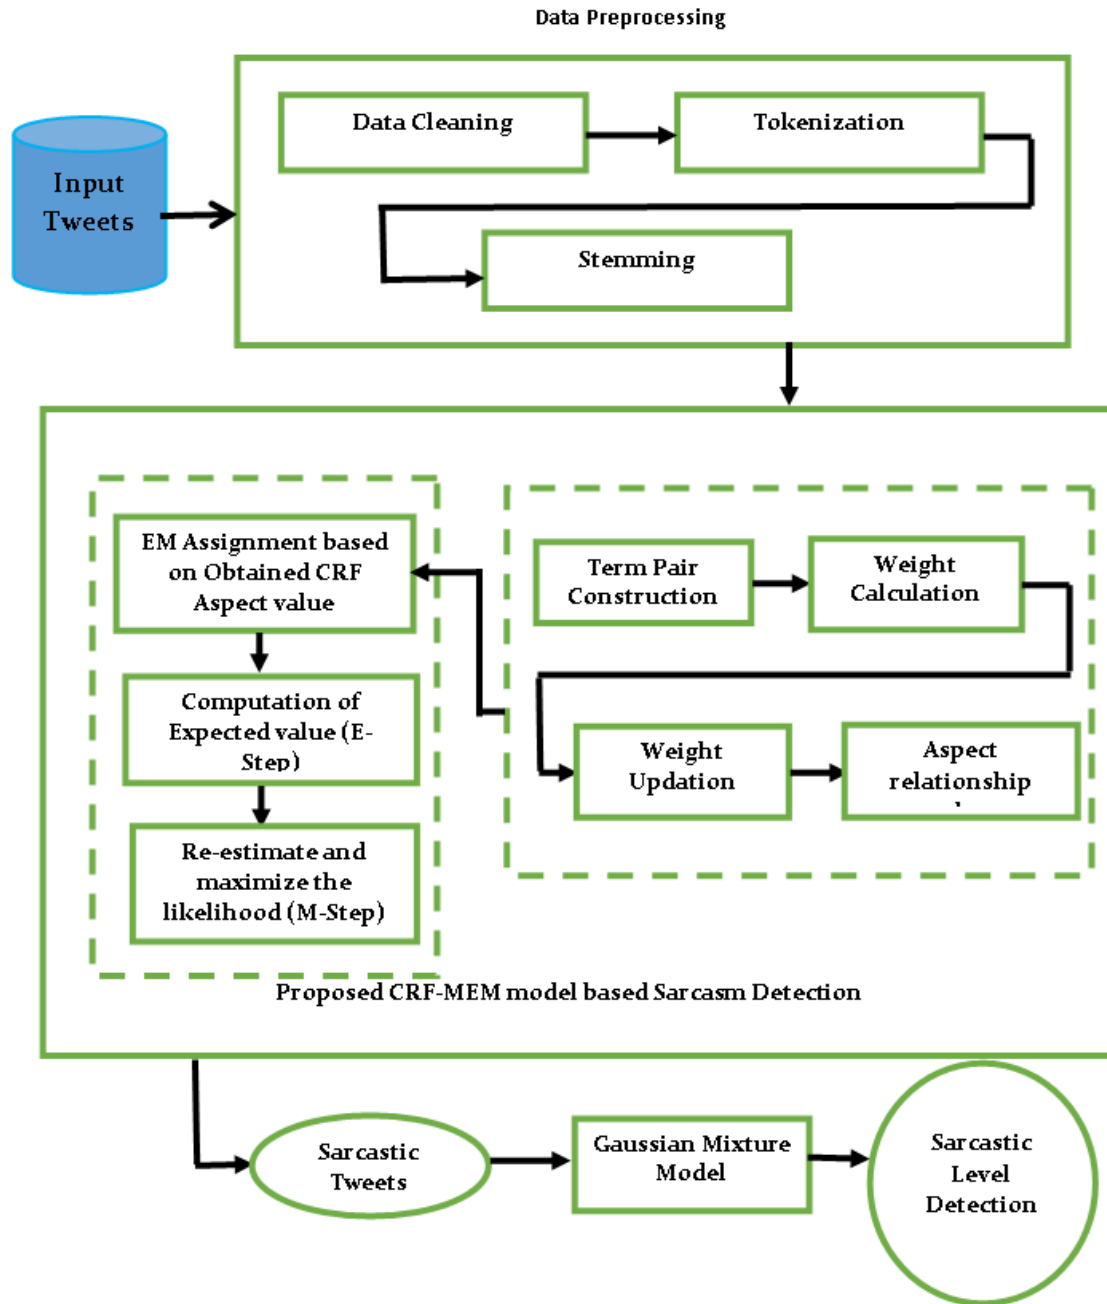 Data Preprocessing
Data Cleaning
Tokenization
Input
Tweets
Stemming
EM Assignment based
on Obtained CRF
Aspect value
Term Pair
Construction
Weight
Calculation
Computation of
Expected value (E-
Step)
Weight
Updation
Aspect
relationship
Re-estimate and
maximize the
likelihood (M-Step)
Proposed CRF-MEM model based Sarcasm Detection
Sarcastic
Tweets
Gaussian Mixture
Model
Sarcastic
Level
Detection